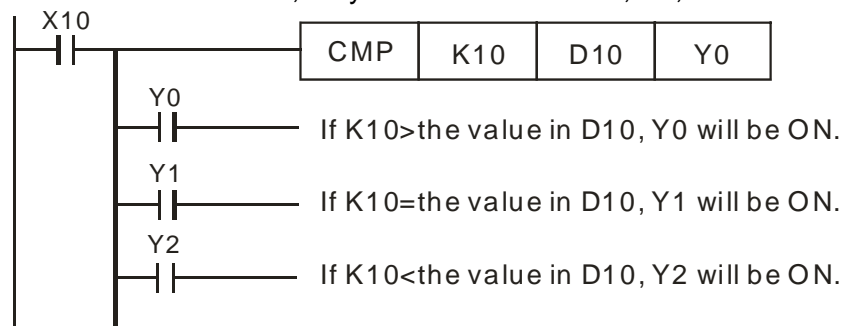 X10
CMP K10 D10 Y0
Y0
If K10>the value in D10, Y0 will be ON.
Y1
If K10=the value in D10, Y1 will be ON.
Y2
If K10<the value in D10, Y2 will be ON.